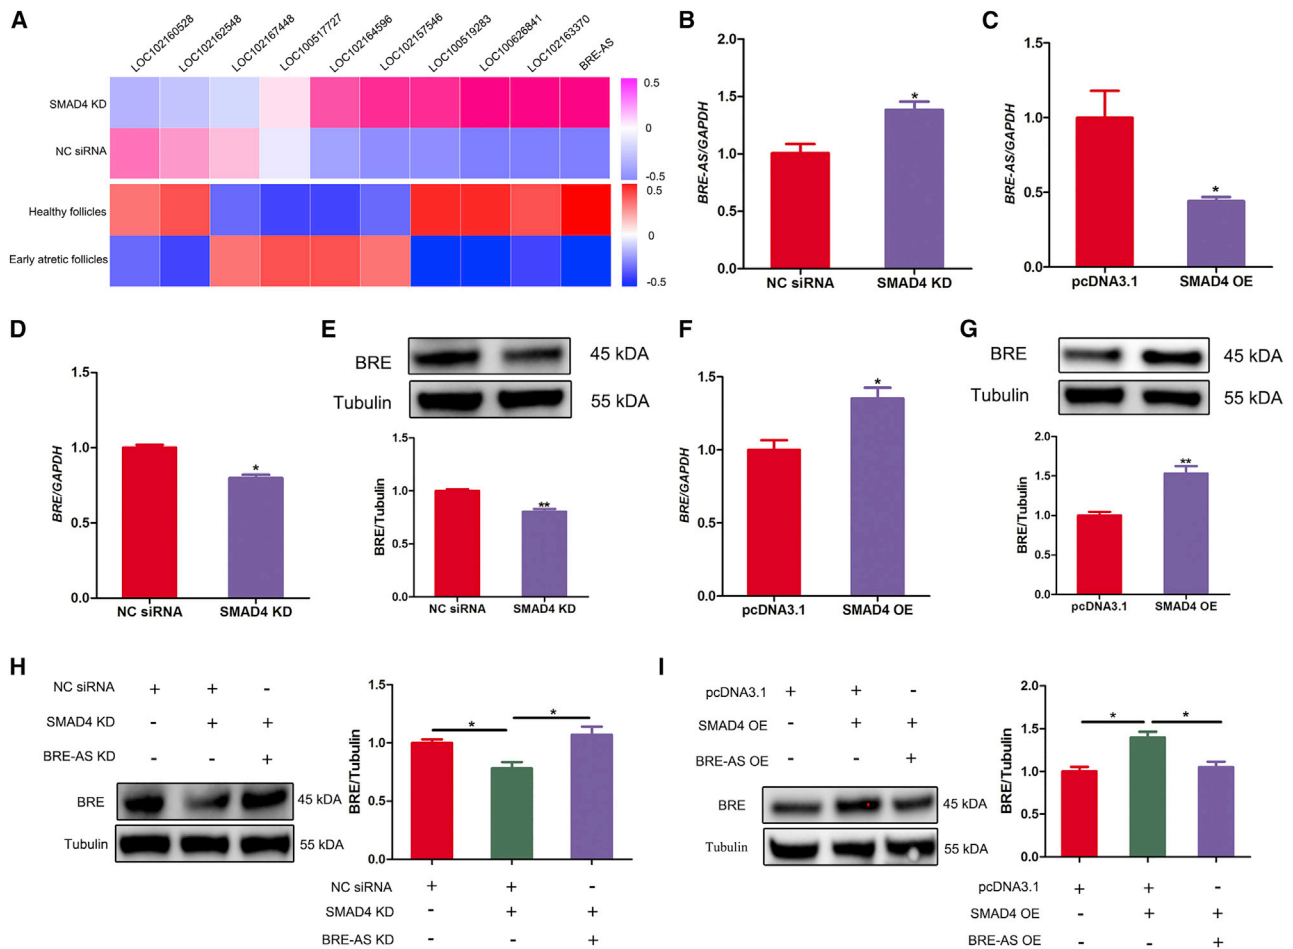 A
LOC102160528
LOC102162548
LOC102167448
LOC100517727
LOC102164596
LOC102157546
LOC100519283
LOC100626841
LOC102163370
BRE-AS
SMAD4 KD
NC siRNA
Healthy follicles
Early atretic follicles
0.5
0
-0.5
0.5
0
-0.5
B
BRE-AS/GAPDH
2.0
1.5
1.0
0.5
0.0
*
NC siRNA SMAD4 KD
C
BRE-AS/GAPDH
1.5
1.0
0.5
0.0
*
pcDNA3.1 SMAD4 OE
D
BRE/GAPDH
1.5
1.0
0.5
0.0
*
NC siRNA SMAD4 KD
E
BRE 45 kDA
Tubulin 55 kDA
BRE/Tubulin
1.5
1.0
0.5
0.0
**
NC siRNA SMAD4 KD
F
BRE/GAPDH
1.5
1.0
0.5
0.0
*
pcDNA3.1 SMAD4 OE
G
BRE 45 kDA
Tubulin 55 kDA
BRE/Tubulin
2.0
1.5
1.0
0.5
0.0
**
pcDNA3.1 SMAD4 OE
H
NC siRNA + + -
SMAD4 KD - + +
BRE-AS KD - - +
BRE 45 kDA
Tubulin 55 kDA
BRE/Tubulin
1.5
1.0
0.5
0.0
* *
NC siRNA + + -
SMAD4 KD - + +
BRE-AS KD - - +
I
pcDNA3.1 + + -
SMAD4 OE - + +
BRE-AS OE - - +
BRE 45 kDA
Tubulin 55 kDA
BRE/Tubulin
2.0
1.5
1.0
0.5
0.0
* *
pcDNA3.1 + + -
SMAD4 OE - + +
BRE-AS OE - - +